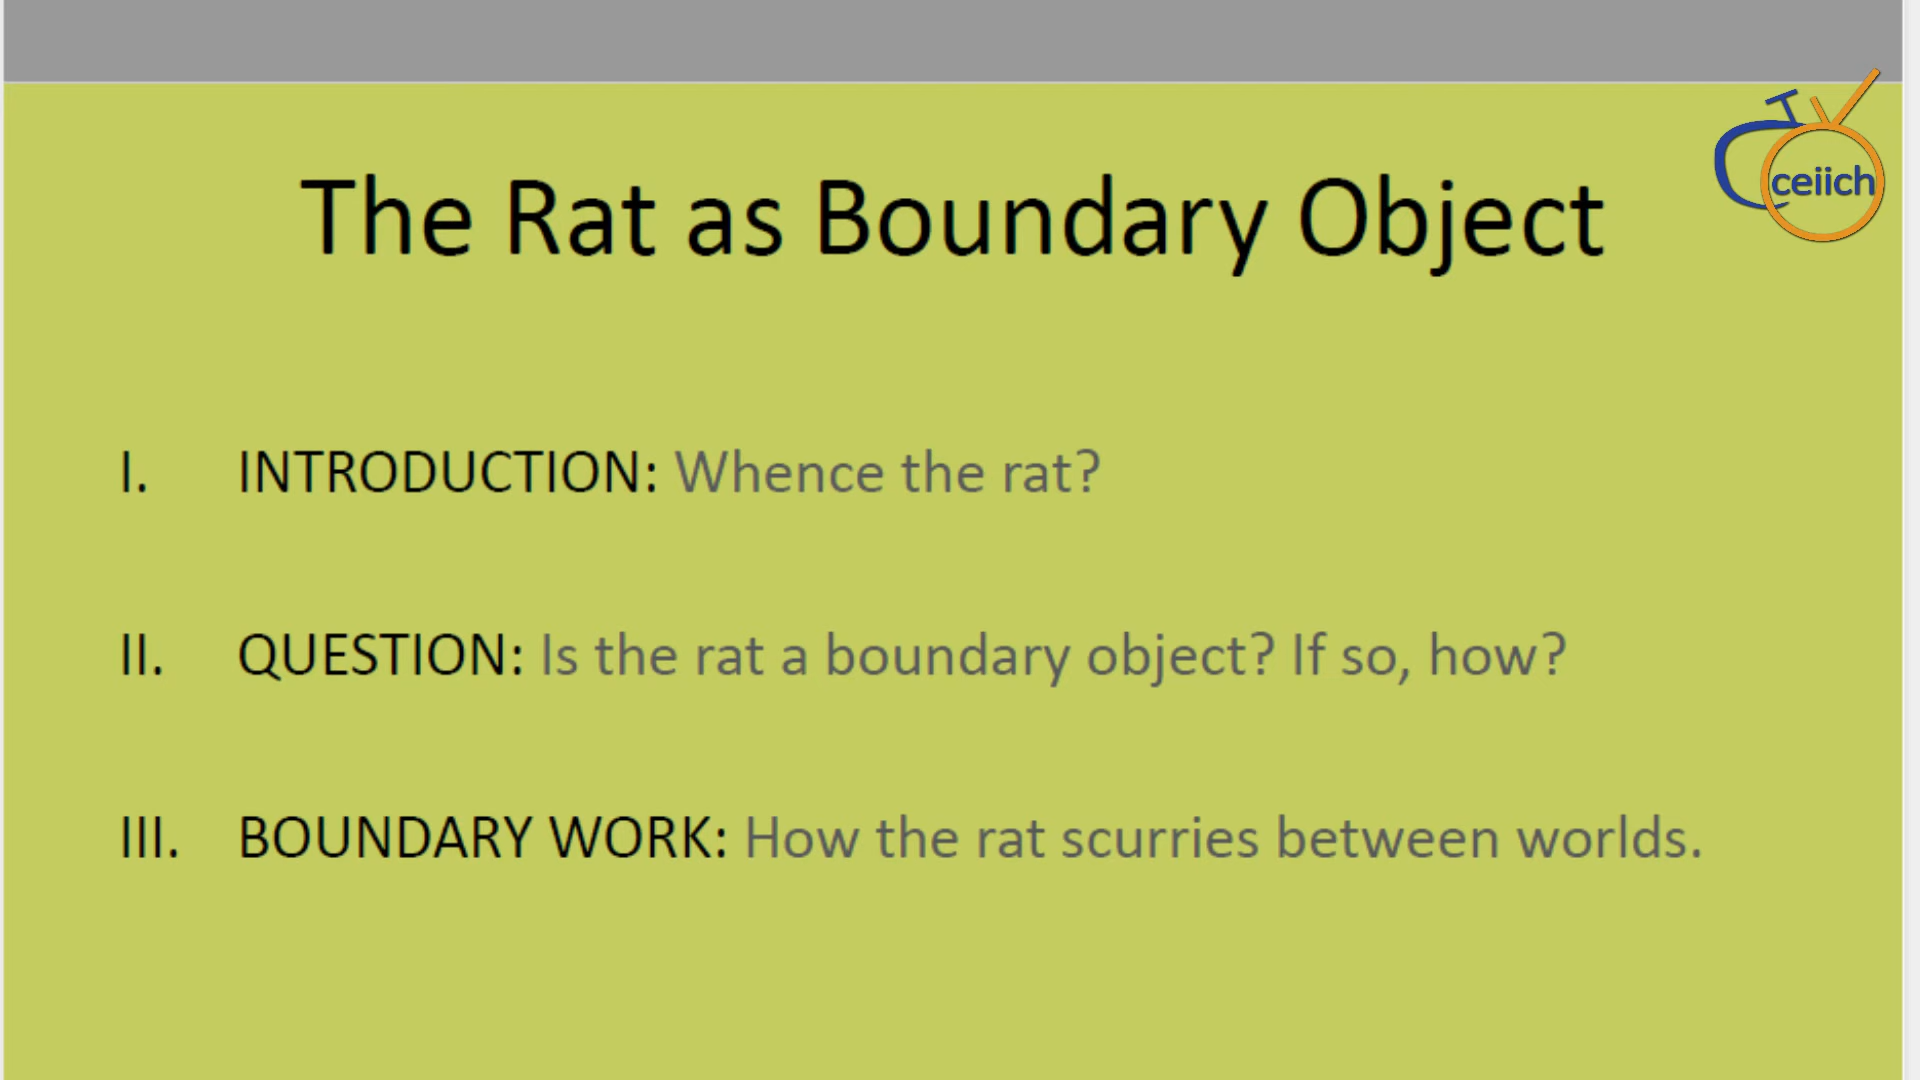 The Rat as Boundary Object
TV
ceiich
I. INTRODUCTION: Whence the rat?
II. QUESTION: Is the rat a boundary object? If so, how?
III. BOUNDARY WORK: How the rat scurries between worlds.